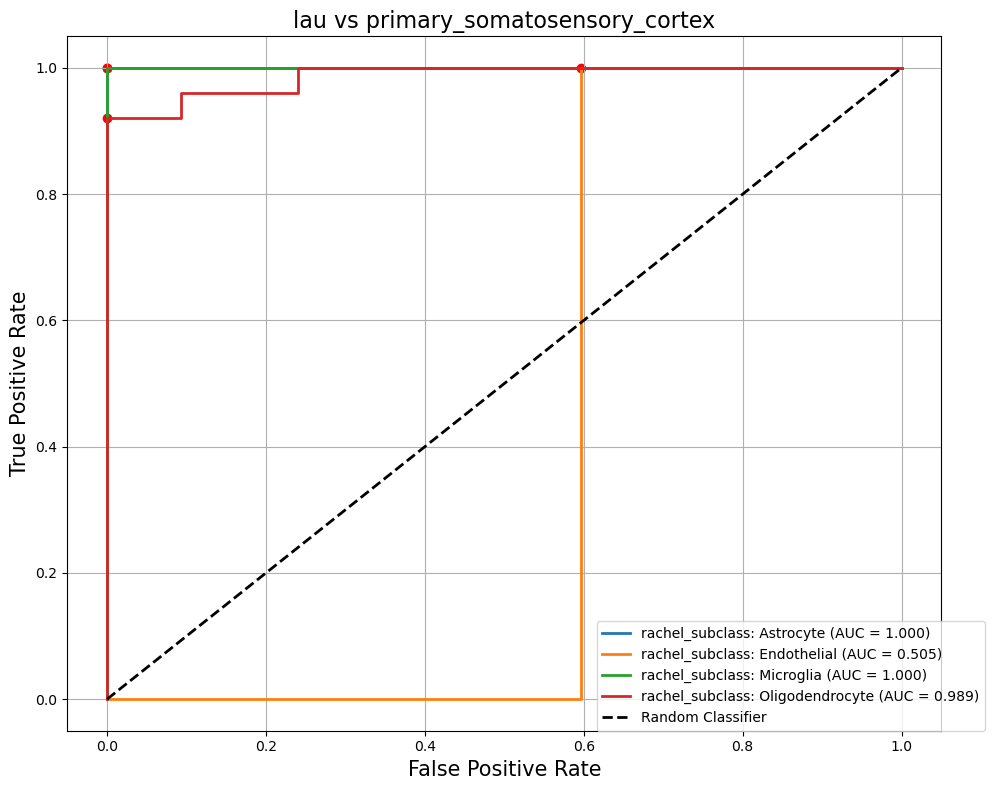 lau vs primary_somatosensory_cortex
True Positive Rate
1.0
0.8
0.6
0.4
0.2
0.0
rachel_subclass: Astrocyte (AUC = 1.000)
rachel_subclass: Endothelial (AUC = 0.505)
rachel_subclass: Microglia (AUC = 1.000)
rachel_subclass: Oligodendrocyte (AUC = 0.989)
Random Classifier
0.0 0.2 0.4 0.6 0.8 1.0
False Positive Rate